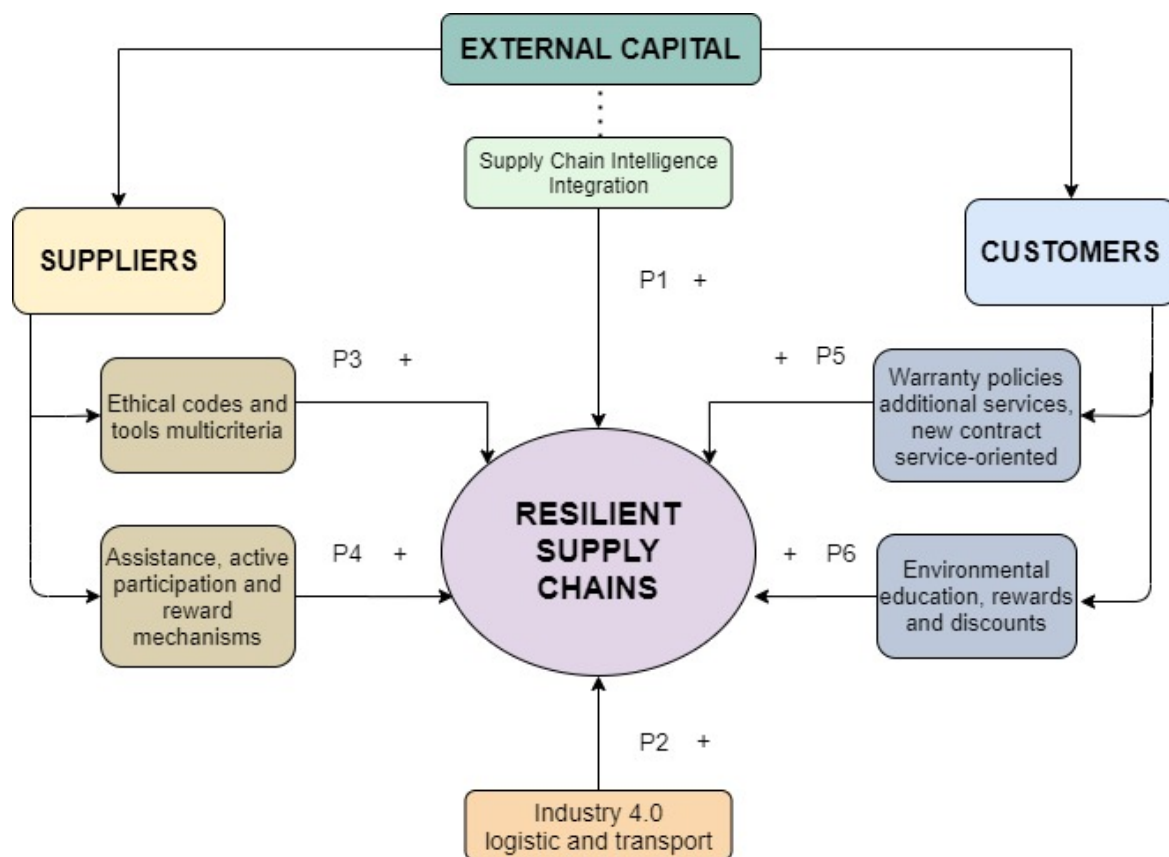 EXTERNAL CAPITAL
Supply Chain Intelligence
Integration
SUPPLIERS
CUSTOMERS
P1 +
P3 +
+ P5
Ethical codes and
tools multicriteria
Warranty policies
additional services,
new contract
service-oriented
RESILIENT
SUPPLY
CHAINS
P4 +
+ P6
Assistance, active
participation and
reward
mechanisms
Environmental
education, rewards
and discounts
P2 +
Industry 4.0
logistic and transport